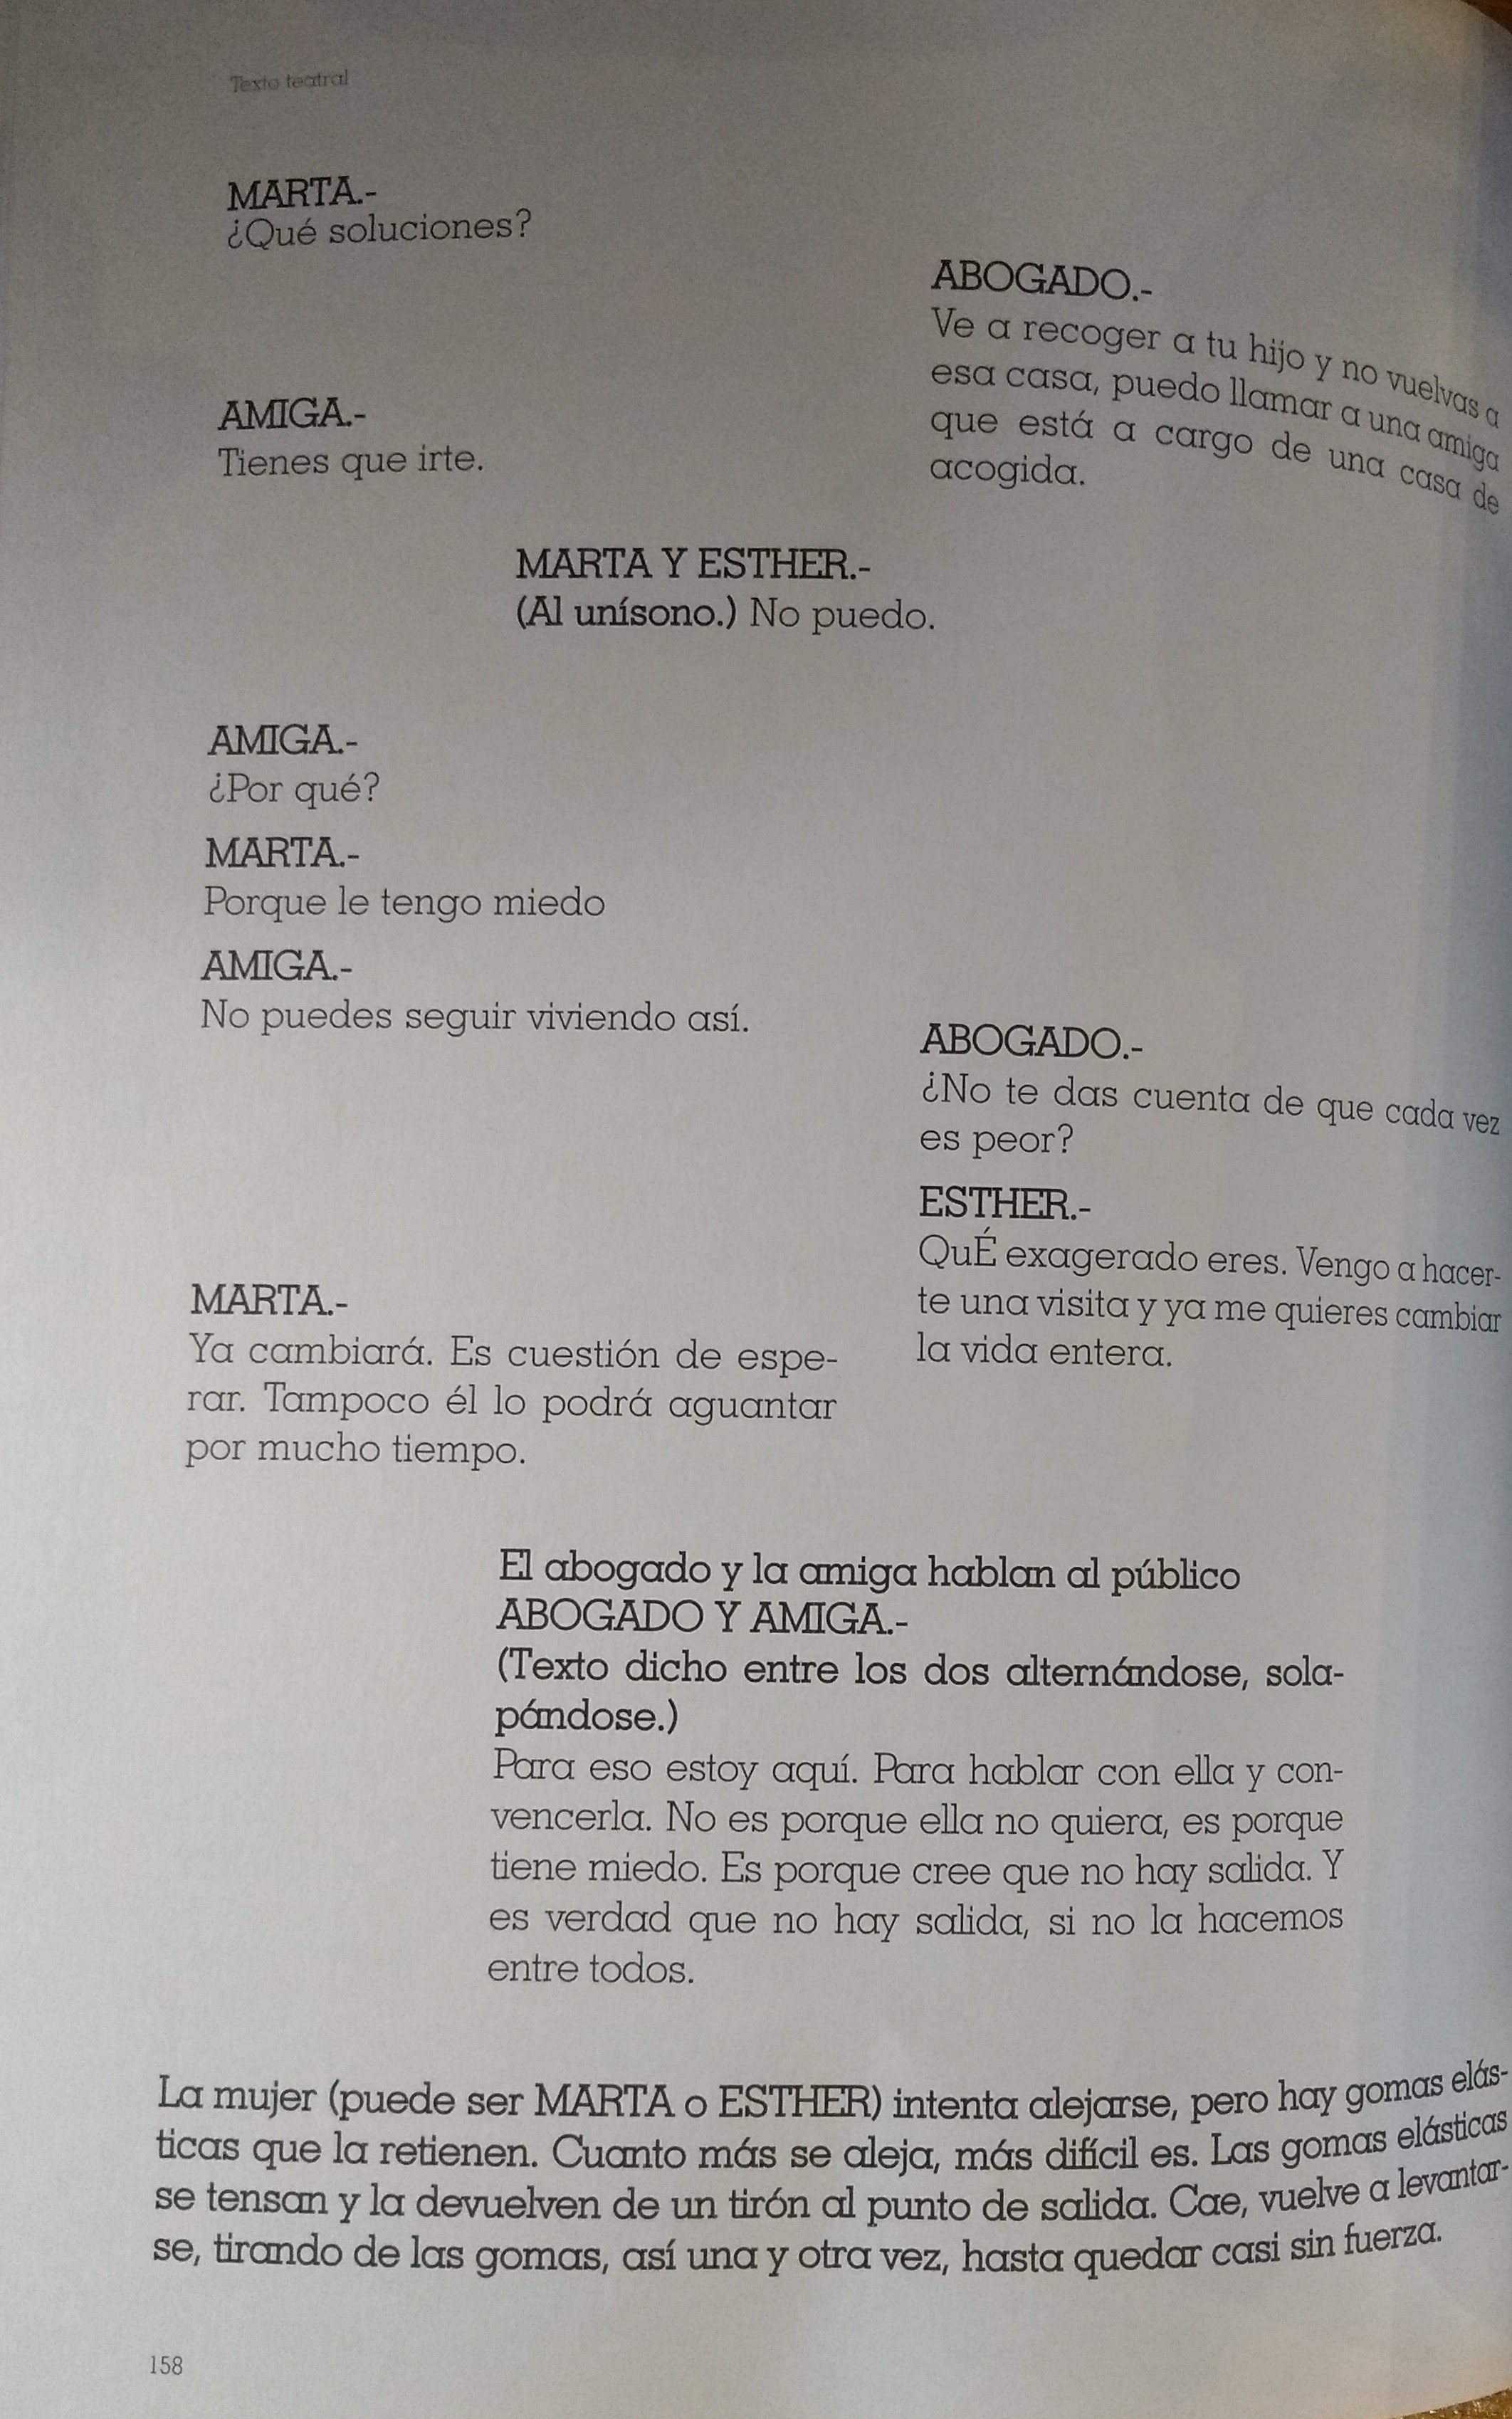 Texto teatral
MARTA.-
¿Qué soluciones?
ABOGADO.-
Ve a recoger a tu hijo y no vuelvas a
esa casa, puedo llamar a una amiga
que está a cargo de una casa de
acogida.
AMIGA.-
Tienes que irte.
MARTA Y ESTHER.-
(Al unísono.) No puedo.
AMIGA.-
¿Por qué?
MARTA.-
Porque le tengo miedo
AMIGA.-
No puedes seguir viviendo así.
ABOGADO.-
¿No te das cuenta de que cada vez
es peor?
ESTHER.-
QuÉ exagerado eres. Vengo a hacer-
te una visita y ya me quieres cambiar
la vida entera.
MARTA.-
Ya cambiará. Es cuestión de espe-
rar. Tampoco él lo podrá aguantar
por mucho tiempo.
El abogado y la amiga hablan al público
ABOGADO Y AMIGA.-
(Texto dicho entre los dos alternándose, sola-
pándose.)
Para eso estoy aquí. Para hablar con ella y con-
vencerla. No es porque ella no quiera, es porque
tiene miedo. Es porque cree que no hay salida. Y
es verdad que no hay salida, si no la hacemos
entre todos.
La mujer (puede ser MARTA o ESTHER) intenta alejarse, pero hay gomas elás-
ticas que la retienen. Cuanto más se aleja, más difícil es. Las gomas elásticas
se tensan y la devuelven de un tirón al punto de salida. Cae, vuelve a levantar-
se, tirando de las gomas, así una y otra vez, hasta quedar casi sin fuerza.
158